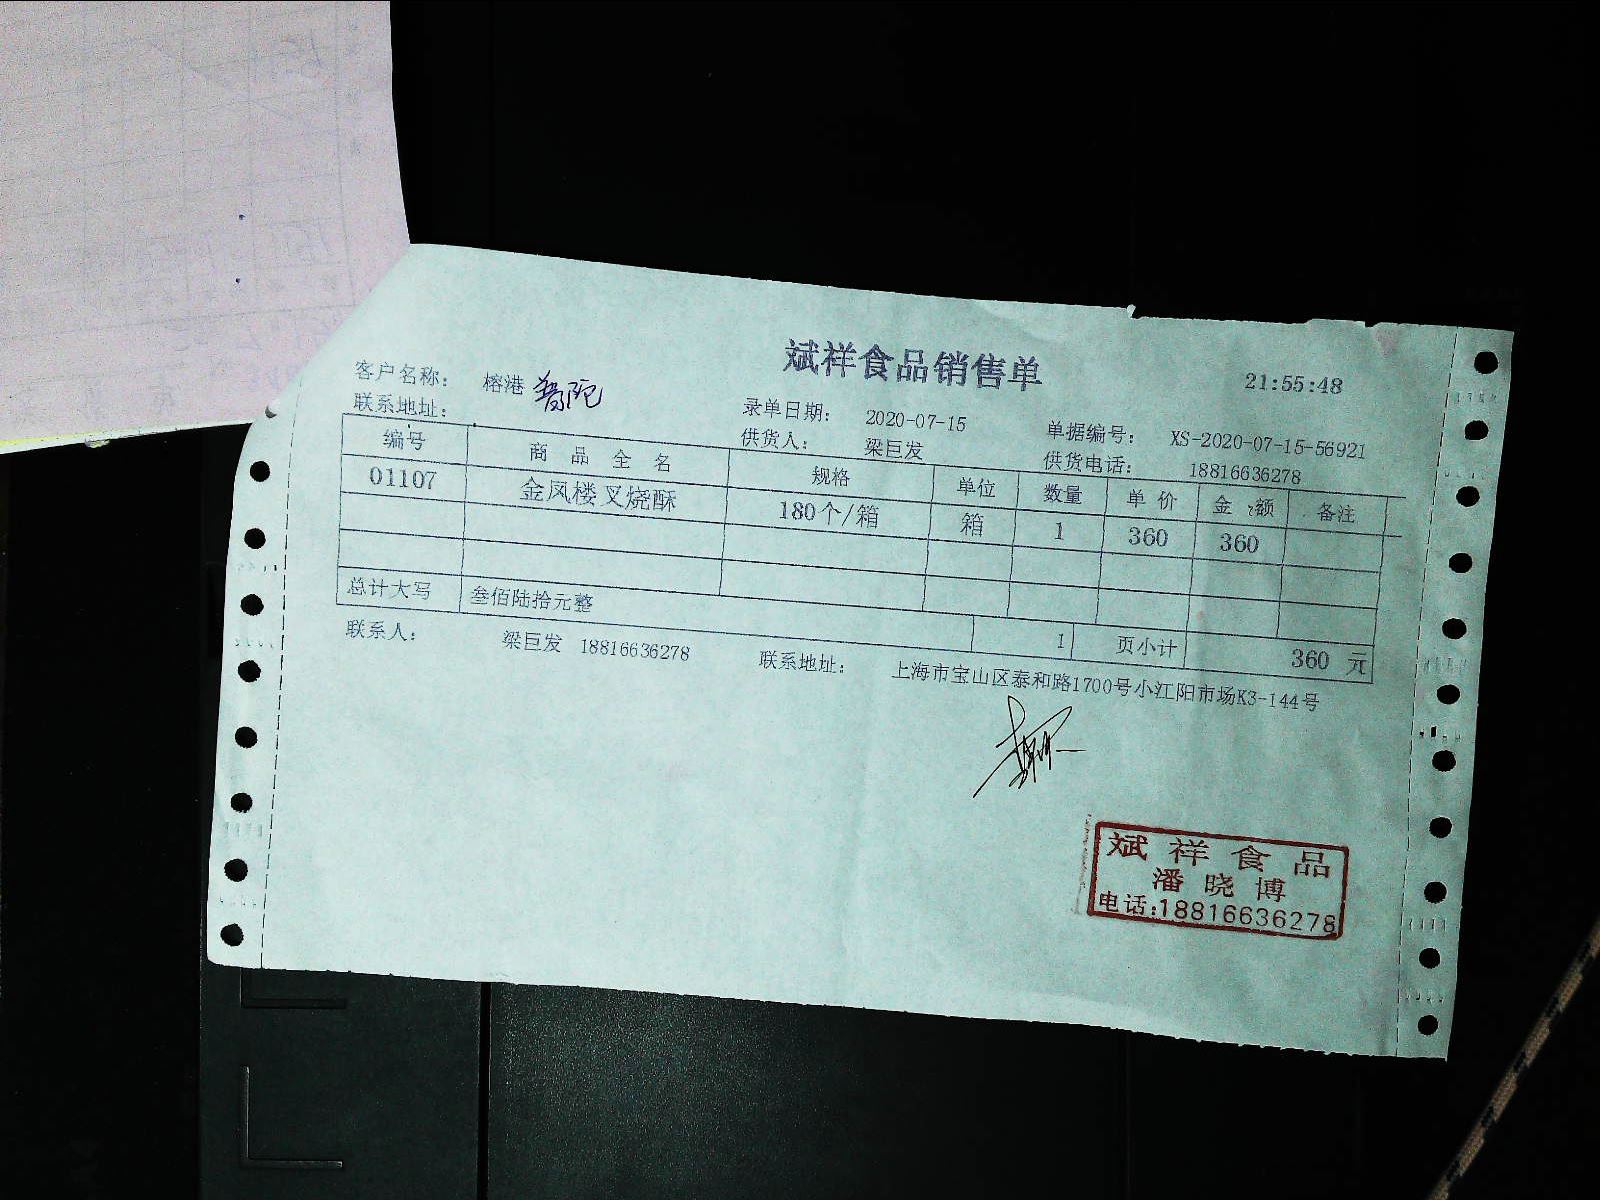 斌祥食品销售单
21:55:48
客户名称： 榕港 普陀 录单日期： 2020-07-15 单据编号： XS-2020-07-15-56921
联系地址： 供货人： 梁巨发 供货电话： 18816636278
编号 商品全名 规格 单位 数量 单价 金额 备注
01107 金凤楼叉烧酥 180个/箱 箱 1 360 360
总计大写 叁佰陆拾元整 1 页小计 360 元
联系人： 梁巨发 18816636278 联系地址： 上海市宝山区泰和路1700号小江阳市场K3-144号
斌祥食品
潘晓博
电话:18816636278